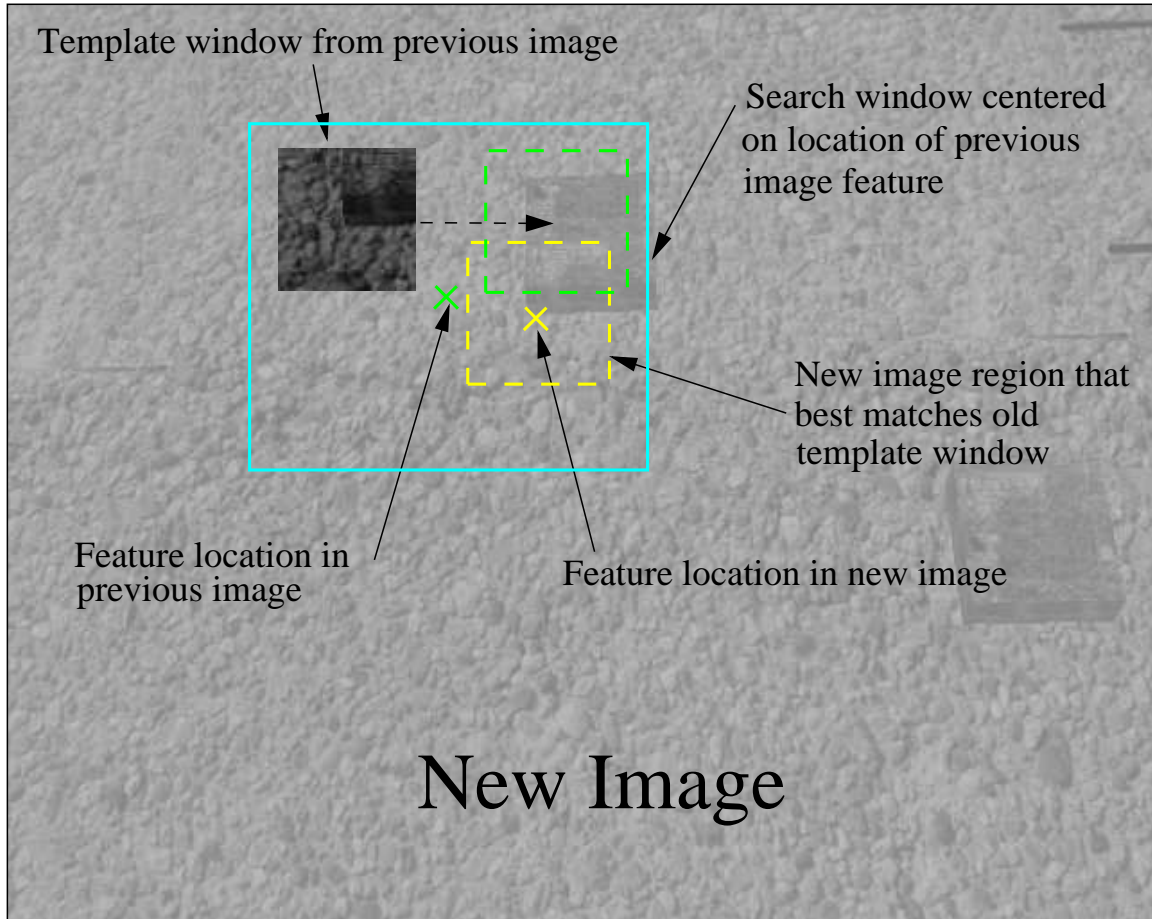 Template window from previous image
Search window centered
on location of previous
image feature
New image region that
best matches old
template window
Feature location in
previous image
Feature location in new image
New Image